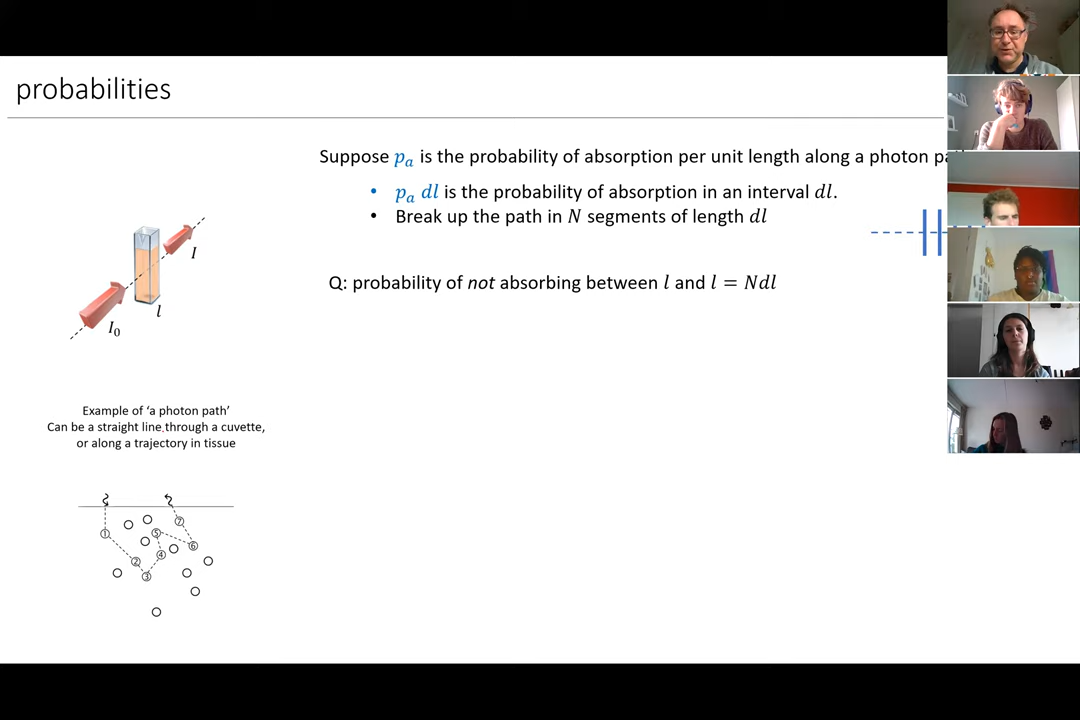 probabilities
Suppose pₐ is the probability of absorption per unit length along a photon
• pₐ dl is the probability of absorption in an interval dl.
• Break up the path in N segments of length dl
I
l
I₀
Q: probability of not absorbing between l and l = Ndl
Example of ‘a photon path’
Can be a straight line through a cuvette,
or along a trajectory in tissue
①
②
③
④
⑤
⑥
⑦